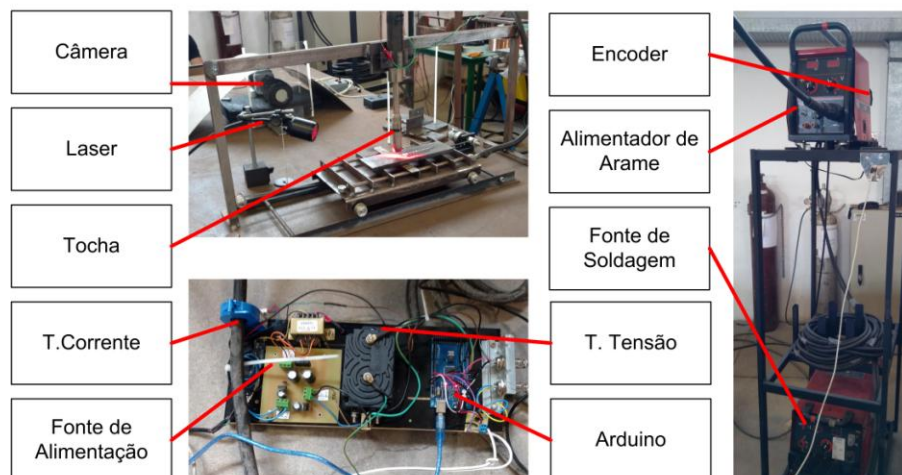 Câmera
Laser
Tocha
T.Corrente
Fonte de
Alimentação
Encoder
Alimentador de
Arame
Fonte de
Soldagem
T. Tensão
Arduino